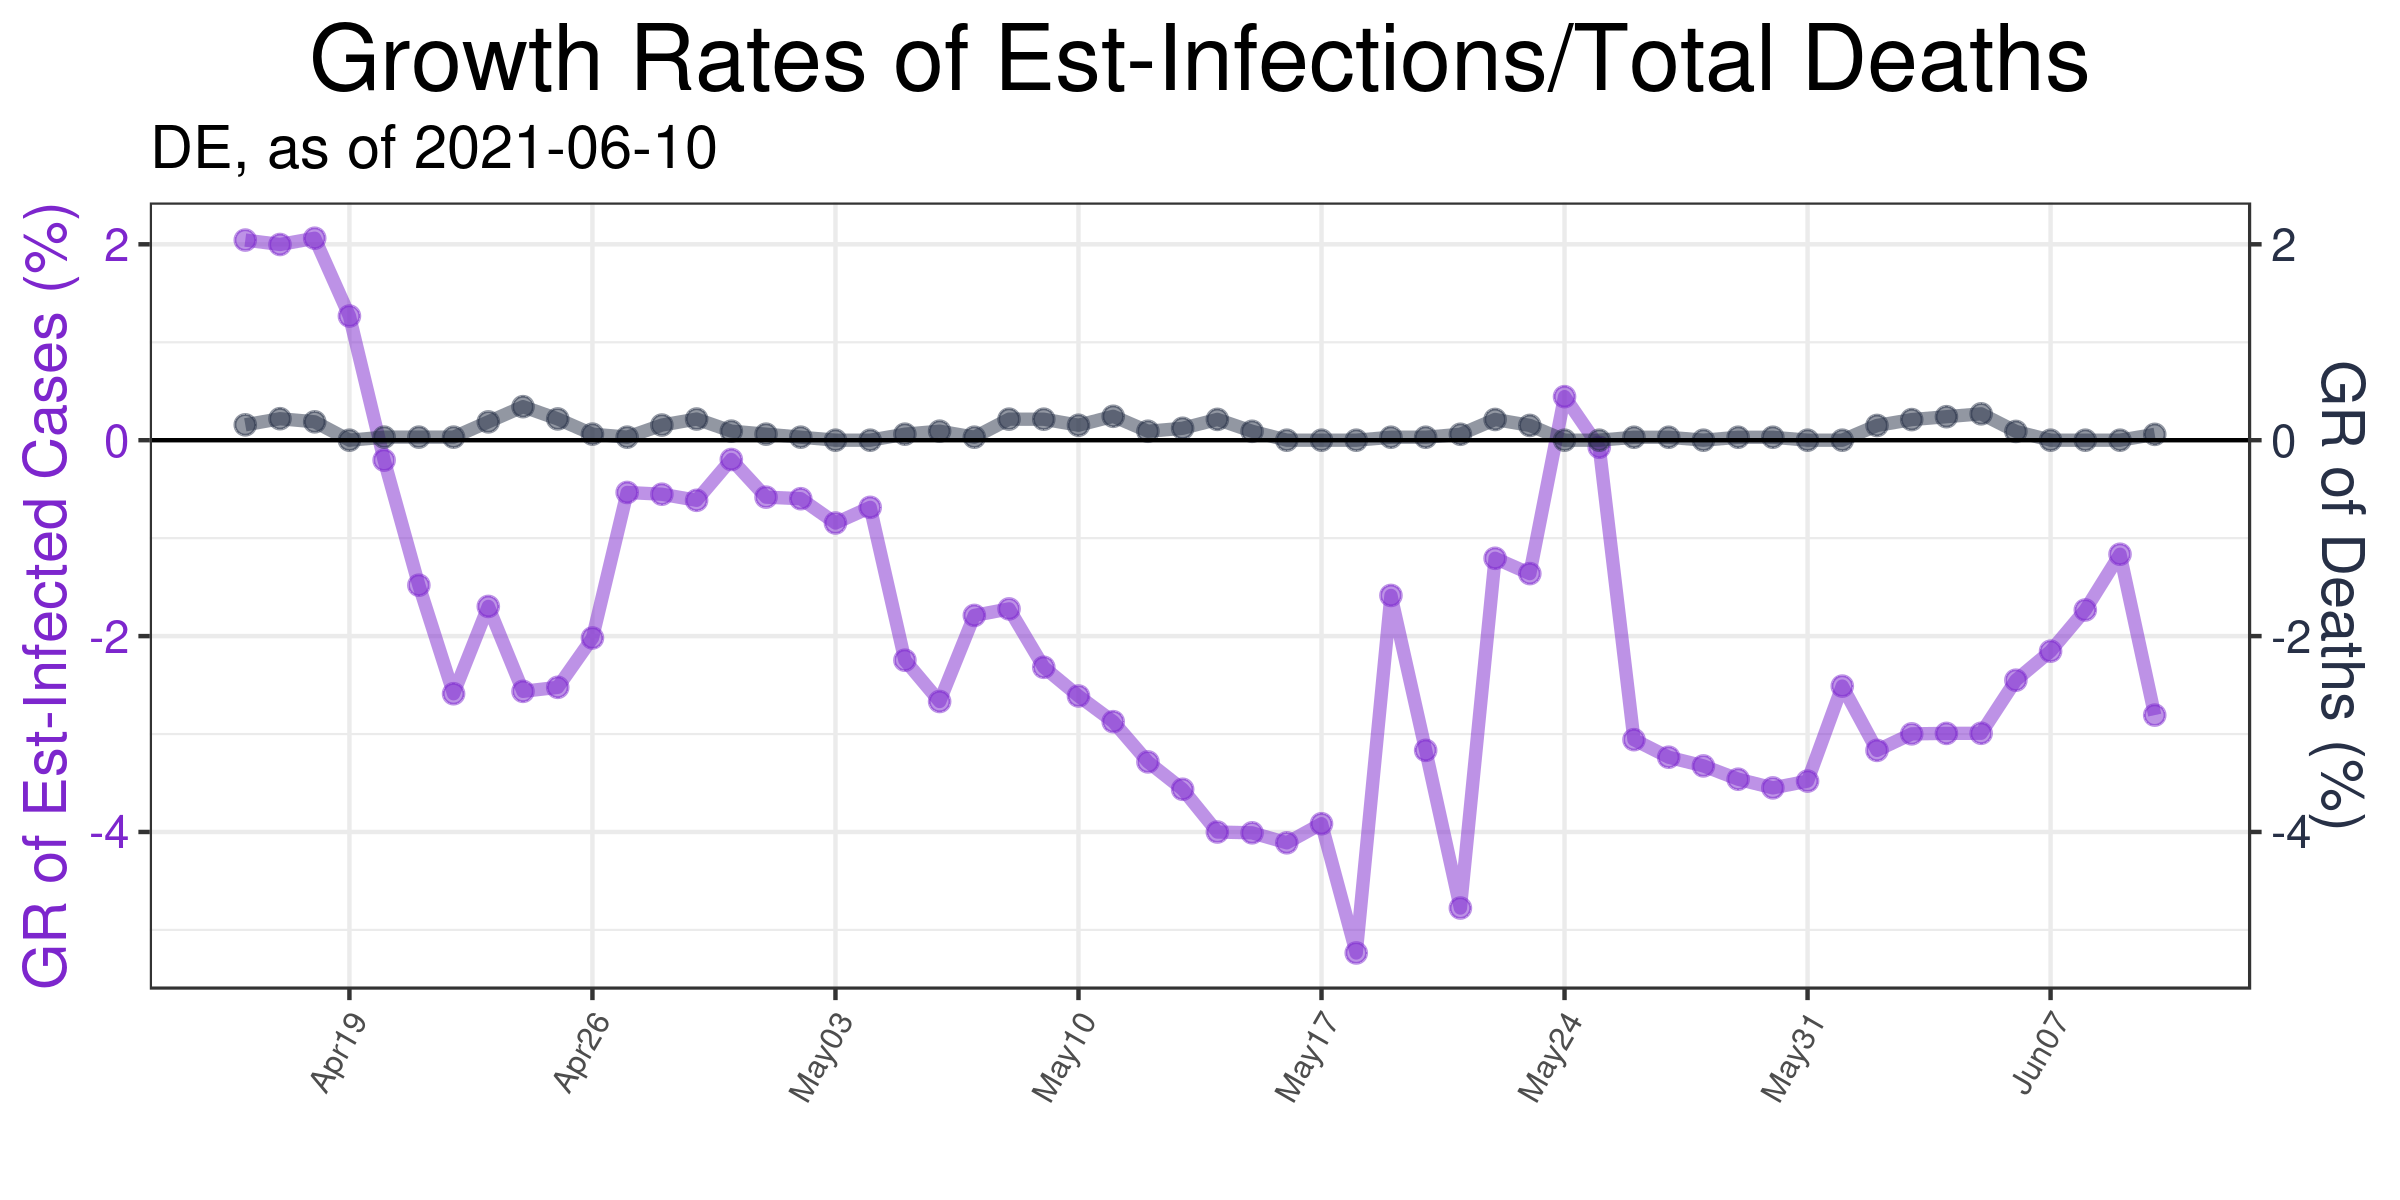 Growth Rates of Est-Infections/Total Deaths
DE, as of 2021-06-10
GR of Est-Infected Cases (%)
2
0
-2
-4
2
0
-2
-4
GR of Deaths (%)
Apr19
Apr26
May03
May10
May17
May24
May31
Jun07